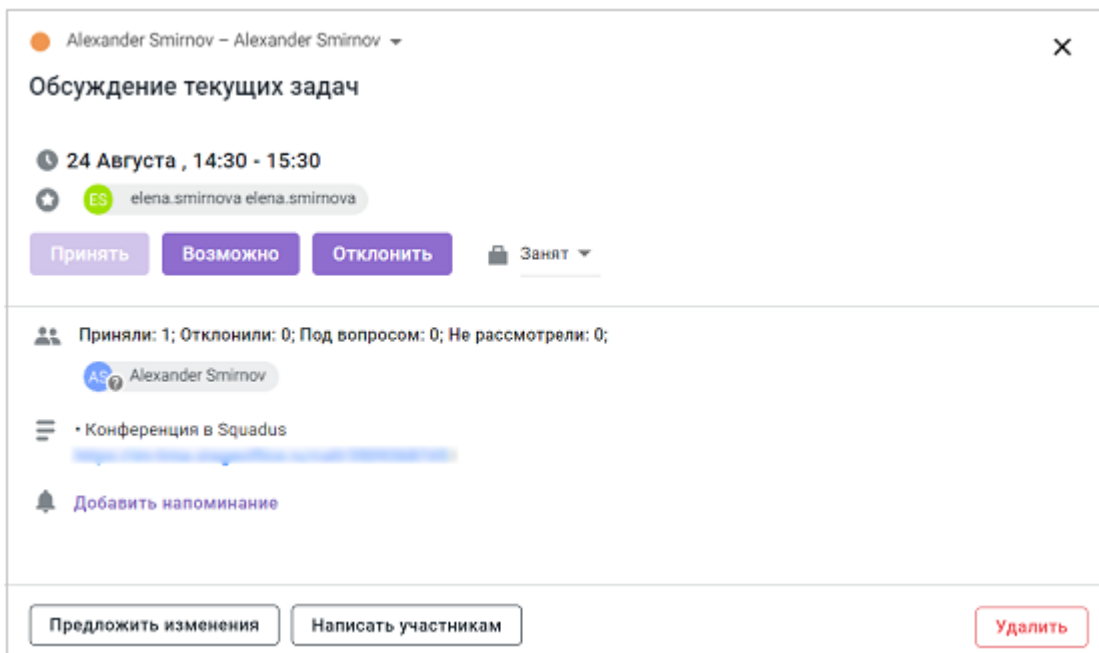 Alexander Smirnov – Alexander Smirnov
Обсуждение текущих задач
24 Августа , 14:30 - 15:30
ES elena.smirnova elena.smirnova
Принять Возможно Отклонить Занят
Приняли: 1; Отклонили: 0; Под вопросом: 0; Не рассмотрели: 0;
AS Alexander Smirnov
• Конференция в Squadus
Добавить напоминание
Предложить изменения Написать участникам Удалить